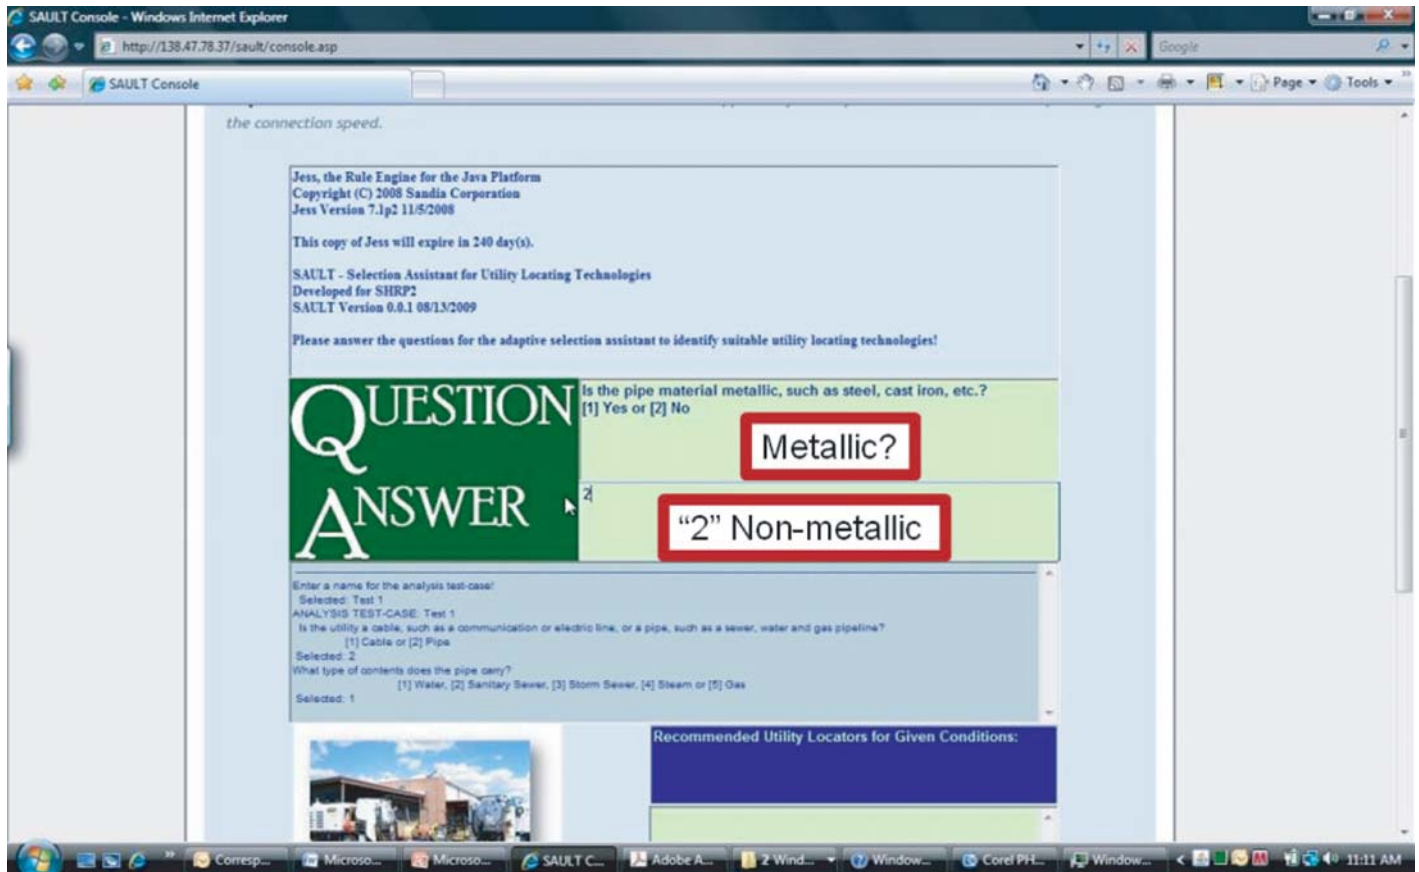 SAULT Console - Windows Internet Explorer
http://138.47.78.37/sault/console.asp
Google
SAULT Console
Page
Tools
the connection speed.
Jess, the Rule Engine for the Java Platform
Copyright (C) 2008 Sandia Corporation
Jess Version 7.1p2 11/5/2008
This copy of Jess will expire in 240 day(s).
SAULT - Selection Assistant for Utility Locating Technologies
Developed for SHRP2
SAULT Version 0.0.1 08/13/2009
Please answer the questions for the adaptive selection assistant to identify suitable utility locating technologies!
QUESTION
Is the pipe material metallic, such as steel, cast iron, etc.?
[1] Yes or [2] No
Metallic?
ANSWER
2
“2” Non-metallic
Enter a name for the analysis test-case!
Selected: Test 1
ANALYSIS TEST-CASE: Test 1
Is the utility a cable, such as a communication or electric line, or a pipe, such as a sewer, water and gas pipeline?
[1] Cable or [2] Pipe
Selected: 2
What type of contents does the pipe carry?
[1] Water, [2] Sanitary Sewer, [3] Storm Sewer, [4] Steam or [5] Gas
Selected: 1
Recommended Utility Locators for Given Conditions:
Corresp... Microso... Microso... SAULT C... Adobe A... 2 Wind... Window... Corel PH... Window... 11:11 AM